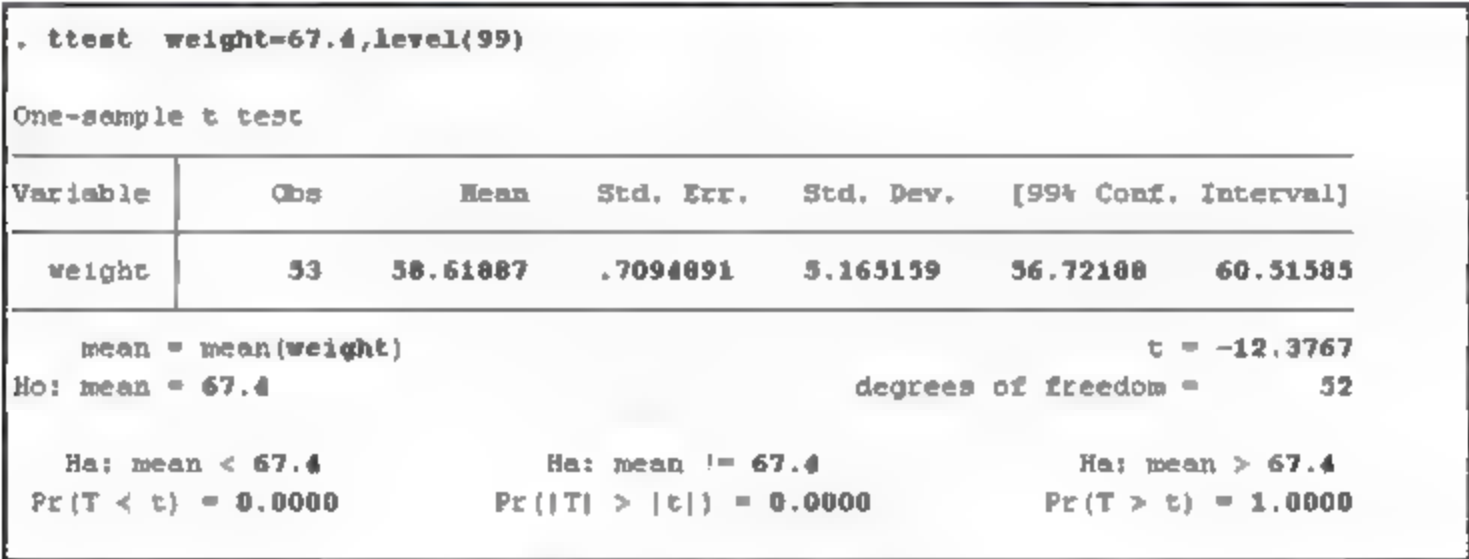 . ttest weight=67.4,level(99)
One-sample t test
Variable Obs Mean Std. Err. Std. Dev. [99% Conf. Interval]
weight 53 58.61887 .7094891 5.165159 56.72188 60.51585
mean = mean(weight) t = -12.3767
Ho: mean = 67.4 degrees of freedom = 52
Ha: mean < 67.4 Ha: mean != 67.4 Ha: mean > 67.4
Pr(T < t) = 0.0000 Pr(|T| > |t|) = 0.0000 Pr(T > t) = 1.0000